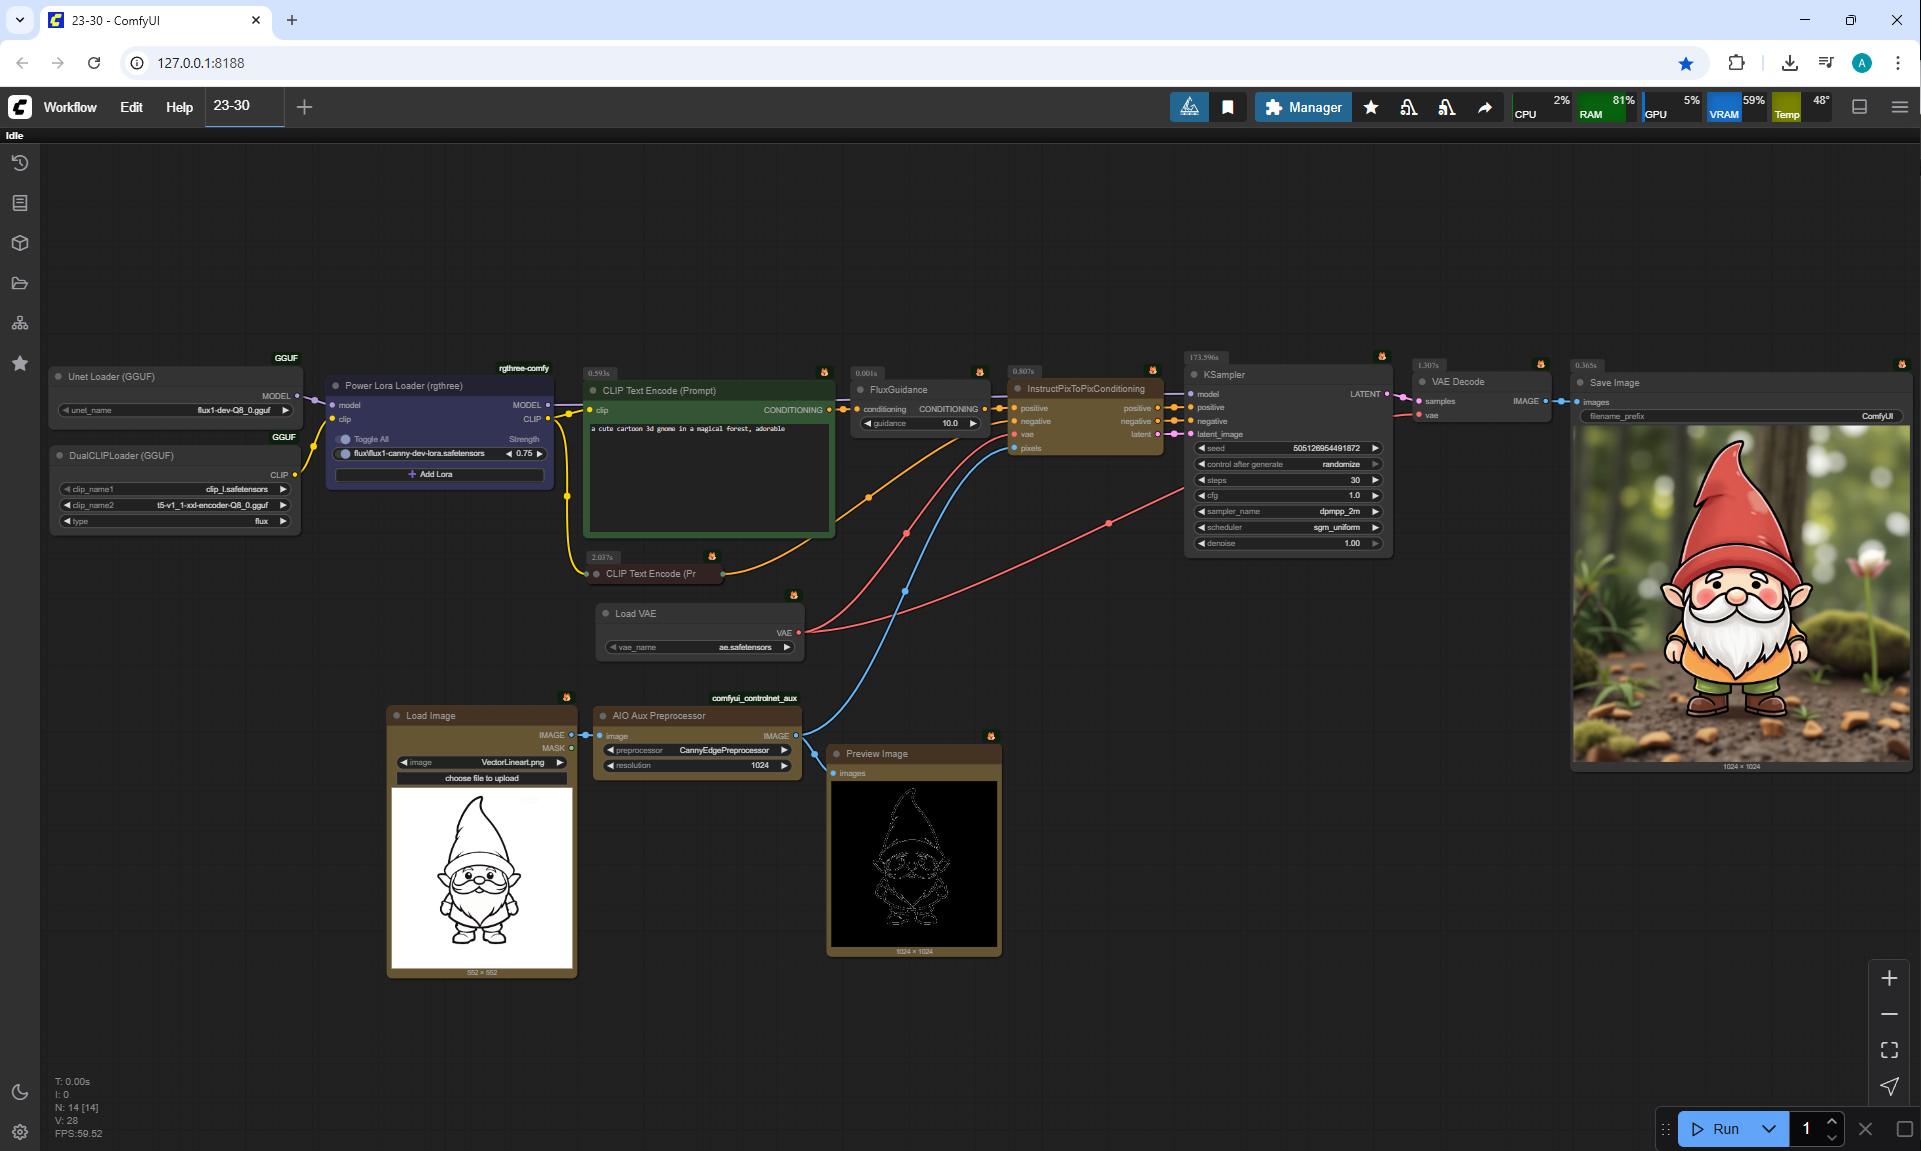 23-30 - ComfyUI
127.0.0.1:8188
A
Workflow
Edit
Help
23-30
Manager
CPU
2%
RAM
81%
GPU
5%
VRAM
59%
Temp
48°
Idle
GGUF
Unet Loader (GGUF)
MODEL
unet_name
flux1-dev-Q8_0.gguf
GGUF
DualCLIPLoader (GGUF)
CLIP
clip_name1
clip_l.safetensors
clip_name2
t5-v1_1-xxl-encoder-Q8_0.gguf
type
flux
rgthree-comfy
Power Lora Loader (rgthree)
model
MODEL
clip
CLIP
Toggle All
Strength
flux\flux1-canny-dev-lora.safetensors
0.75
+ Add Lora
0.593s
CLIP Text Encode (Prompt)
clip
CONDITIONING
a cute cartoon 3d gnome in a magical forest, adorable
2.037s
CLIP Text Encode (Pr
0.001s
FluxGuidance
conditioning
CONDITIONING
guidance
10.0
0.807s
InstructPixToPixConditioning
positive
positive
negative
negative
vae
latent
pixels
173.596s
KSampler
model
LATENT
positive
negative
latent_image
seed
505126954491872
control after generate
randomize
steps
30
cfg
1.0
sampler_name
dpmpp_2m
scheduler
sgm_uniform
denoise
1.00
1.307s
VAE Decode
samples
IMAGE
vae
0.365s
Save Image
images
filename_prefix
ComfyUI
1024 × 1024
Load VAE
VAE
vae_name
ae.safetensors
Load Image
IMAGE
MASK
image
VectorLineart.png
choose file to upload
552 × 552
comfyui_controlnet_aux
AIO Aux Preprocessor
image
IMAGE
preprocessor
CannyEdgePreprocessor
resolution
1024
Preview Image
images
1024 × 1024
T: 0.00s
I: 0
N: 14 [14]
V: 28
FPS:59.52
Run
1